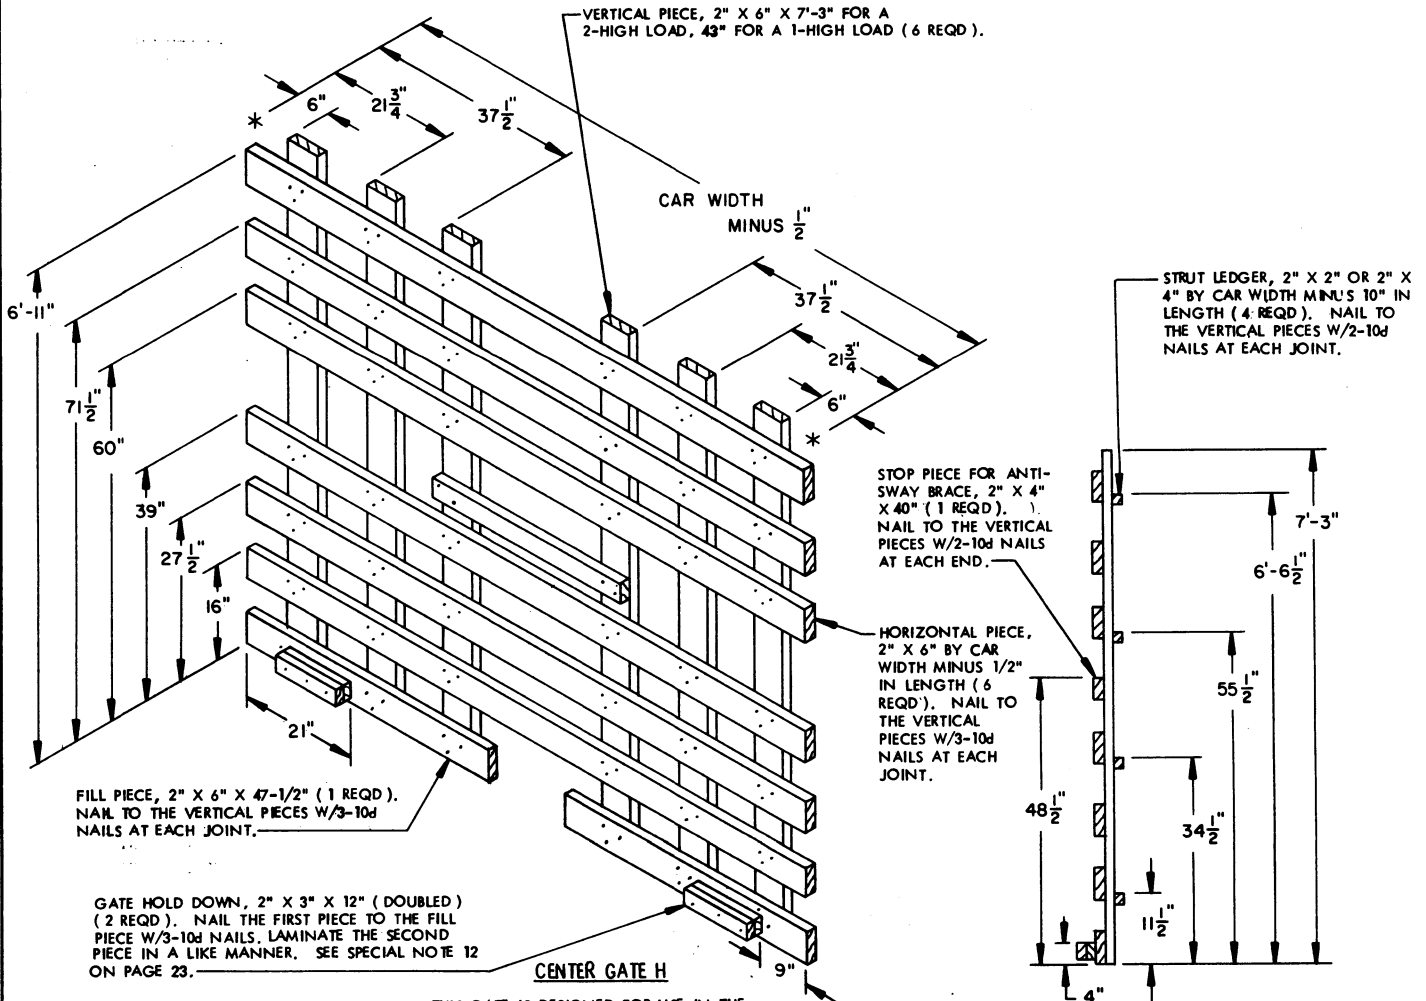 VERTICAL PIECE, 2" X 6" X 7'-3" FOR A
2-HIGH LOAD, 43" FOR A 1-HIGH LOAD (6 REQD).
6"
21 3/4"
37 1/2"
*
CAR WIDTH
MINUS 1/2"
37 1/2"
21 3/4"
6"
*
6'-11"
71 1/2"
60"
39"
27 1/2"
16"
21"
STRUT LEDGER, 2" X 2" OR 2" X
4" BY CAR WIDTH MINUS 10" IN
LENGTH (4 REQD). NAIL TO
THE VERTICAL PIECES W/2-10d
NAILS AT EACH JOINT.
STOP PIECE FOR ANTI-
SWAY BRACE, 2" X 4"
X 40" (1 REQD).
NAIL TO THE VERTICAL
PIECES W/2-10d NAILS
AT EACH END.
HORIZONTAL PIECE,
2" X 6" BY CAR
WIDTH MINUS 1/2"
IN LENGTH (6
REQD). NAIL TO
THE VERTICAL
PIECES W/3-10d
NAILS AT EACH
JOINT.
7'-3"
6'-6 1/2"
55 1/2"
48 1/2"
34 1/2"
11 1/2"
4"
FILL PIECE, 2" X 6" X 47-1/2" (1 REQD).
NAIL TO THE VERTICAL PIECES W/3-10d
NAILS AT EACH JOINT.
GATE HOLD DOWN, 2" X 3" X 12" (DOUBLED)
(2 REQD). NAIL THE FIRST PIECE TO THE FILL
PIECE W/3-10d NAILS. LAMINATE THE SECOND
PIECE IN A LIKE MANNER. SEE SPECIAL NOTE 12
ON PAGE 23.
9"
CENTER GATE H
THIS GATE IS DESIGNED FOR USE IN THE